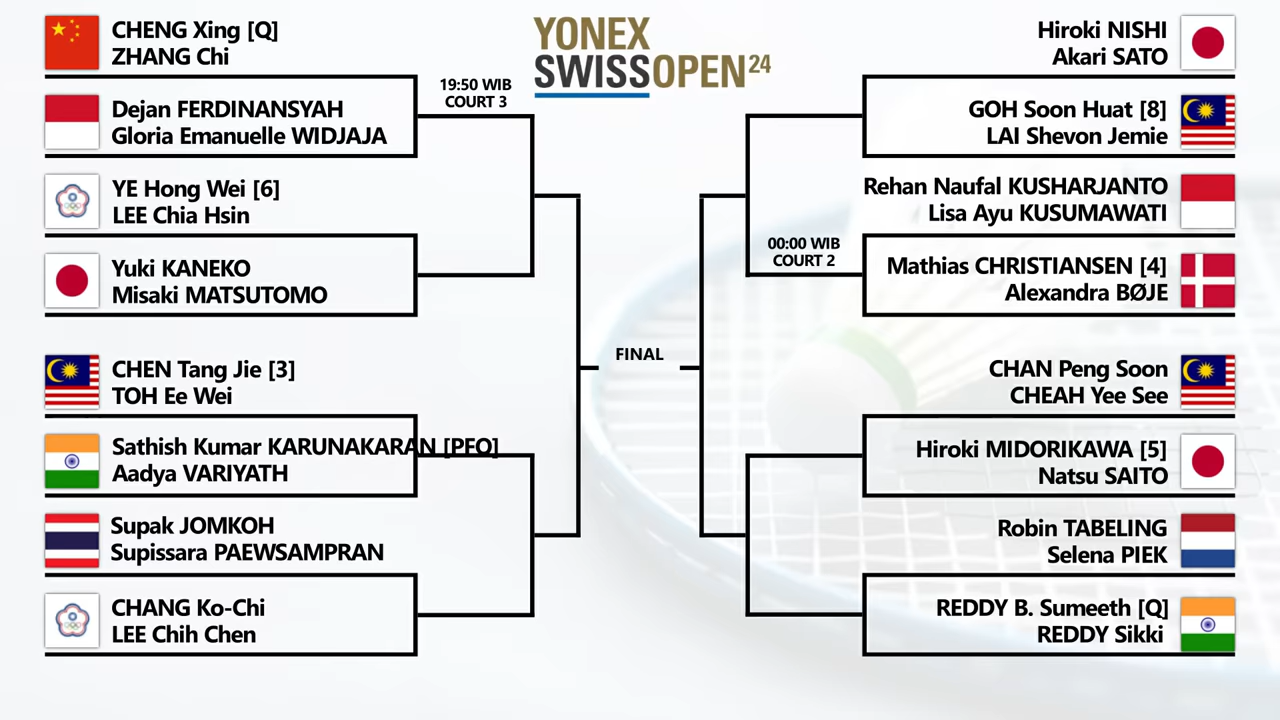 YONEX
SWISSOPEN24
CHENG Xing [Q]
ZHANG Chi
Dejan FERDINANSYAH
Gloria Emanuelle WIDJAJA
19:50 WIB
COURT 3
YE Hong Wei [6]
LEE Chia Hsin
Yuki KANEKO
Misaki MATSUTOMO
CHEN Tang Jie [3]
TOH Ee Wei
Sathish Kumar KARUNAKARAN [PFO]
Aadya VARIYATH
Supak JOMKOH
Supissara PAEWSAMPRAN
CHANG Ko-Chi
LEE Chih Chen
FINAL
Hiroki NISHI
Akari SATO
GOH Soon Huat [8]
LAI Shevon Jemie
Rehan Naufal KUSHARJANTO
Lisa Ayu KUSUMAWATI
00:00 WIB
COURT 2
Mathias CHRISTIANSEN [4]
Alexandra BØJE
CHAN Peng Soon
CHEAH Yee See
Hiroki MIDORIKAWA [5]
Natsu SAITO
Robin TABELING
Selena PIEK
REDDY B. Sumeeth [Q]
REDDY Sikki